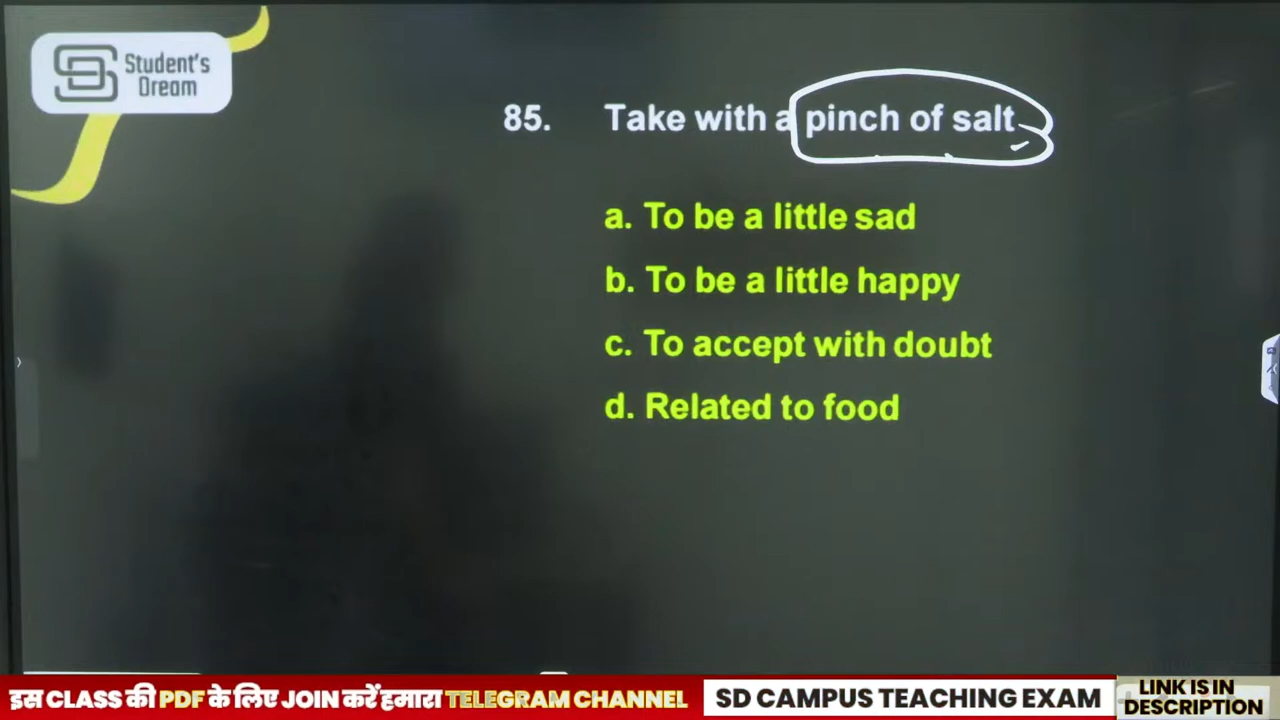 Student's
Dream
85. Take with a pinch of salt
a. To be a little sad
b. To be a little happy
c. To accept with doubt
d. Related to food
इस CLASS की PDF के लिए JOIN करें हमारा TELEGRAM CHANNEL
SD CAMPUS TEACHING EXAM
LINK IS IN
DESCRIPTION